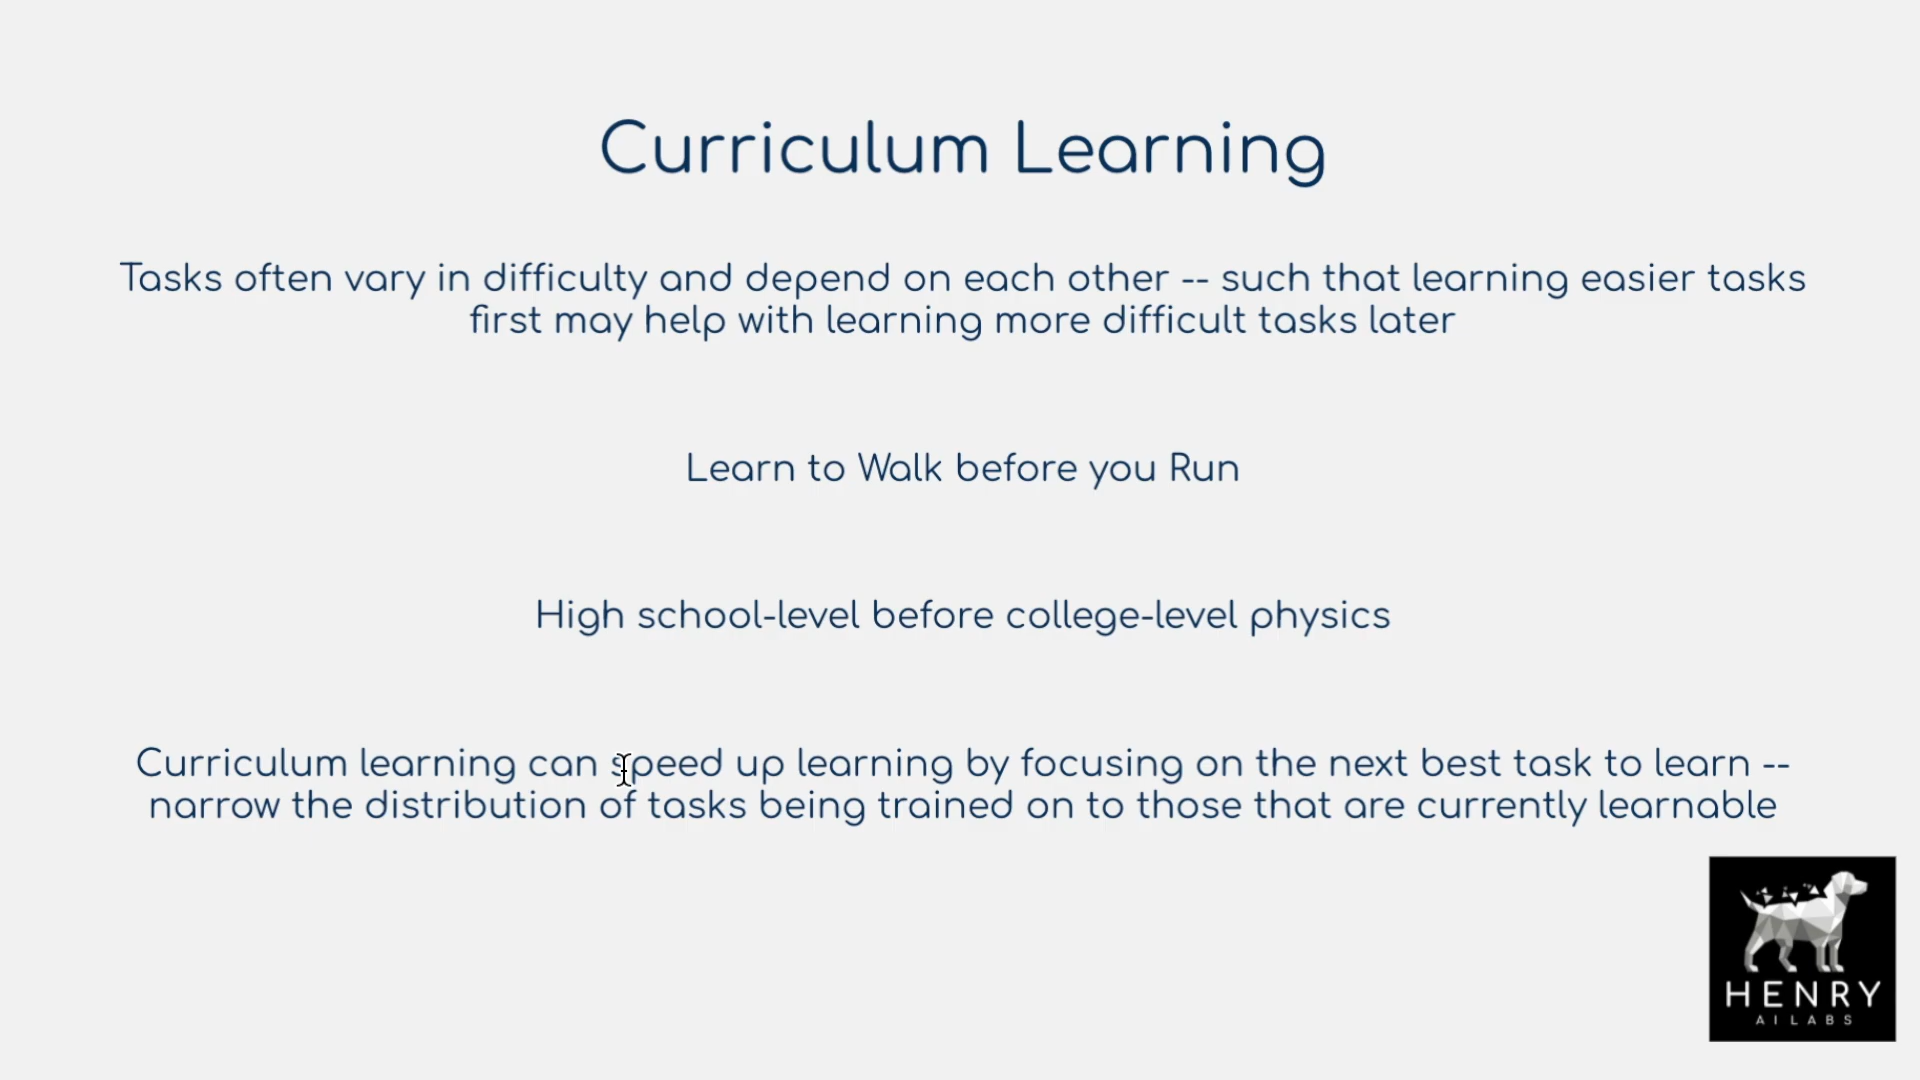 Curriculum Learning
Tasks often vary in difficulty and depend on each other -- such that learning easier tasks
first may help with learning more difficult tasks later
Learn to Walk before you Run
High school-level before college-level physics
Curriculum learning can speed up learning by focusing on the next best task to learn --
narrow the distribution of tasks being trained on to those that are currently learnable
HENRY
AI LABS